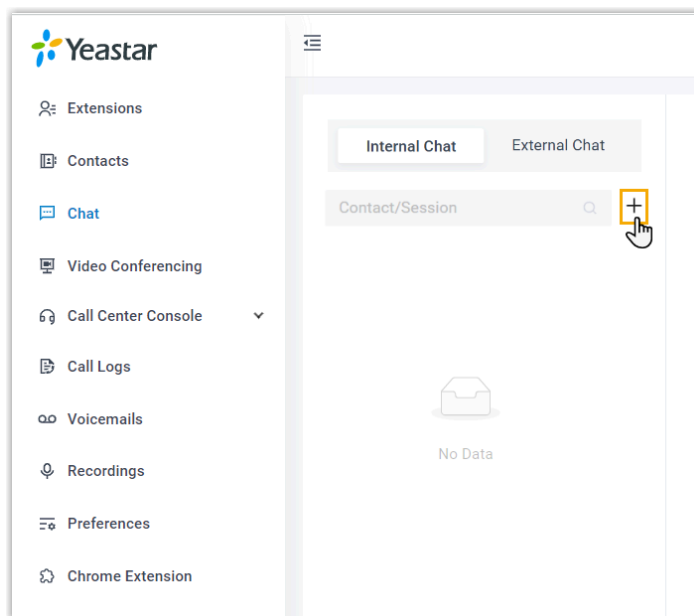 Yeastar
Extensions
Contacts
Chat
Video Conferencing
Call Center Console
Call Logs
Voicemails
Recordings
Preferences
Chrome Extension
Internal Chat
External Chat
Contact/Session
No Data